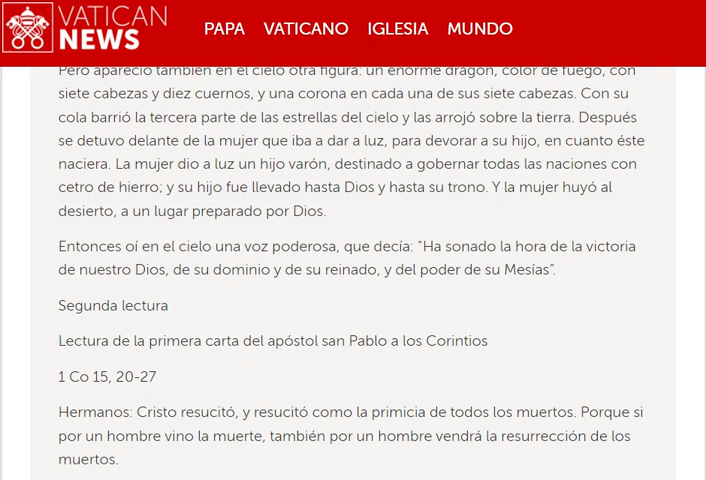 VATICAN
NEWS
PAPA VATICANO IGLESIA MUNDO
Pero apareció también en el cielo otra figura: un enorme dragón, color de fuego, con
siete cabezas y diez cuernos, y una corona en cada una de sus siete cabezas. Con su
cola barrió la tercera parte de las estrellas del cielo y las arrojó sobre la tierra. Después
se detuvo delante de la mujer que iba a dar a luz, para devorar a su hijo, en cuanto éste
naciera. La mujer dio a luz un hijo varón, destinado a gobernar todas las naciones con
cetro de hierro; y su hijo fue llevado hasta Dios y hasta su trono. Y la mujer huyó al
desierto, a un lugar preparado por Dios.
Entonces oí en el cielo una voz poderosa, que decía: “Ha sonado la hora de la victoria
de nuestro Dios, de su dominio y de su reinado, y del poder de su Mesías”.
Segunda lectura
Lectura de la primera carta del apóstol san Pablo a los Corintios
1 Co 15, 20-27
Hermanos: Cristo resucitó, y resucitó como la primicia de todos los muertos. Porque si
por un hombre vino la muerte, también por un hombre vendrá la resurrección de los
muertos.